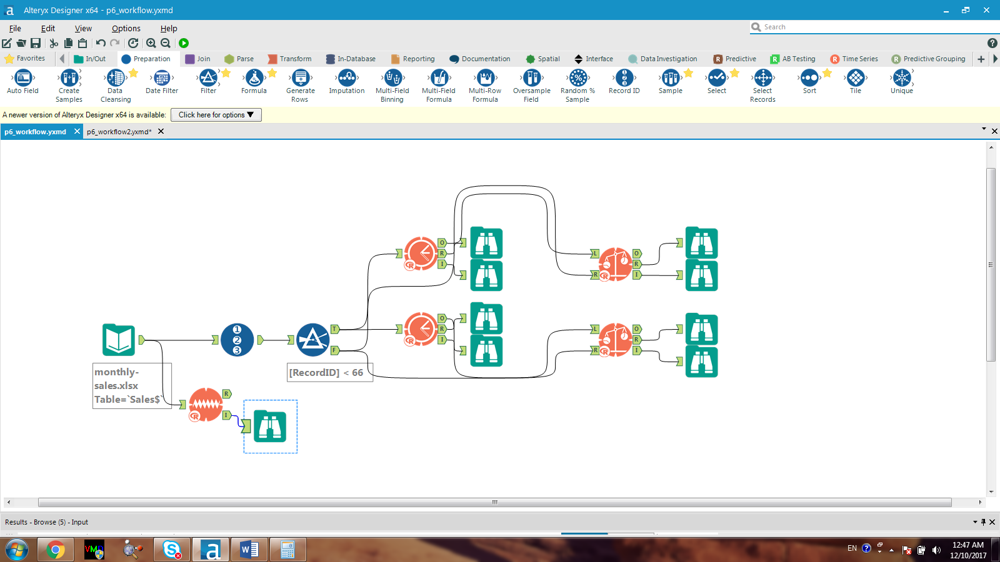 Alteryx Designer x64 - p6_workflow.yxmd
File Edit View Options Help
Search
Favorites In/Out Preparation Join Parse Transform In-Database Reporting Documentation Spatial Interface Data Investigation Predictive AB Testing Time Series Predictive Grouping
Auto Field Create Samples Data Cleansing Date Filter Filter Formula Generate Rows Imputation Multi-Field Binning Multi-Field Formula Multi-Row Formula Oversample Field Random % Sample Record ID Sample Select Select Records Sort Tile Unique
A newer version of Alteryx Designer x64 is available: Click here for options ▼
p6_workflow.yxmd p6_workflow2.yxmd*
O
R
I
L
R
O
R
I
O
R
I
L
R
O
R
I
1
2
3
T
F
monthly-
sales.xlsx
Table=`Sales$`
[RecordID] < 66
R
I
Results - Browse (5) - Input
EN
12:47 AM
12/10/2017